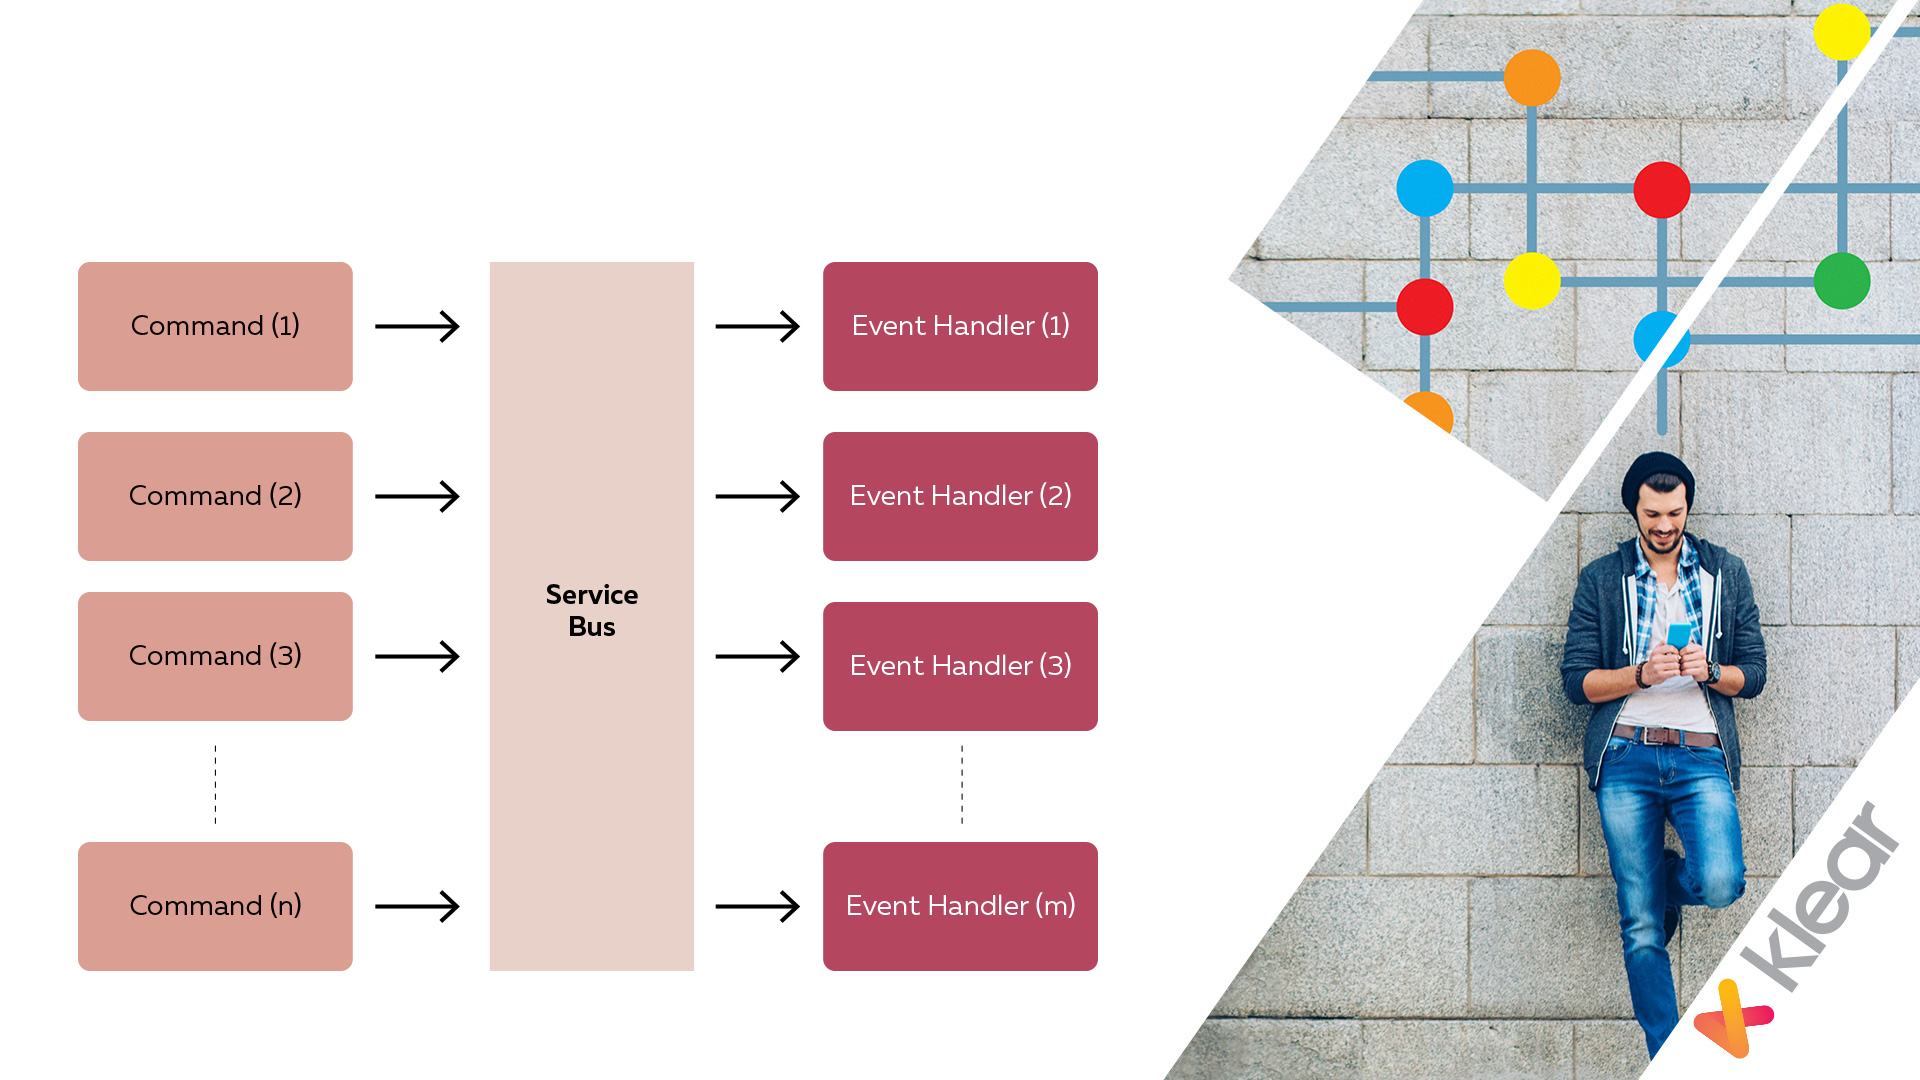 Command (1)
Event Handler (1)
Command (2)
Event Handler (2)
Service
Bus
Command (3)
Event Handler (3)
Command (n)
Event Handler (m)
klear